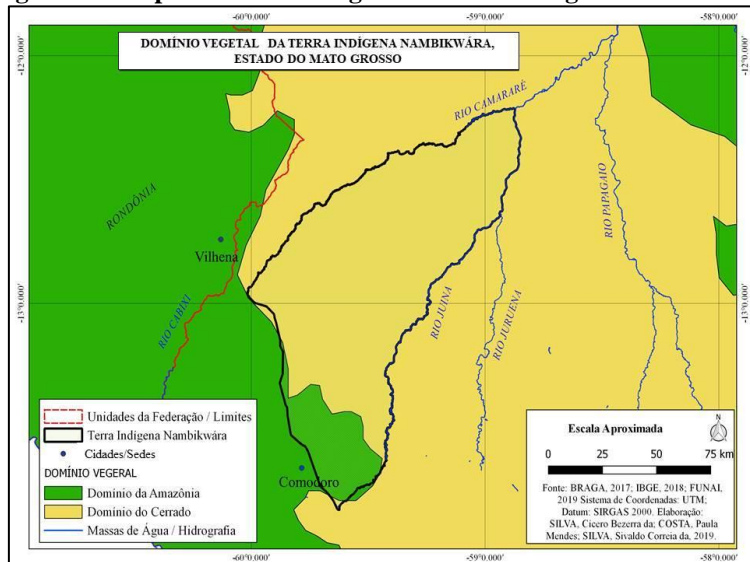 -60°0.000'
-59°0.000'
-58°0.000'
DOMÍNIO VEGETAL DA TERRA INDÍGENA NAMBIKWÁRA,
ESTADO DO MATO GROSSO
-12°0.000'
-12°0.000'
RIO CAMARARÉ
RIO PAPAGAIO
RONDÔNIA
Vilhena
RIO CABIXI
RIO JUINA
RIO JURUENA
-13°0.000'
-13°0.000'
Comodoro
Unidades da Federação / Limites
Terra Indígena Nambikwára
Cidades/Sedes
DOMÍNIO VEGERAL
Domínio da Amazônia
Domínio do Cerrado
Massas de Água / Hidrografia
Escala Aproximada
N
0 25 50 75 km
Fonte: BRAGA, 2017; IBGE, 2018; FUNAI,
2019 Sistema de Coordenadas: UTM;
Datum: SIRGAS 2000. Elaboração:
SILVA, Cicero Bezerra da; COSTA, Paula
Mendes; SILVA, Sivaldo Correia da, 2019.
-60°0.000'
-59°0.000'
-58°0.000'